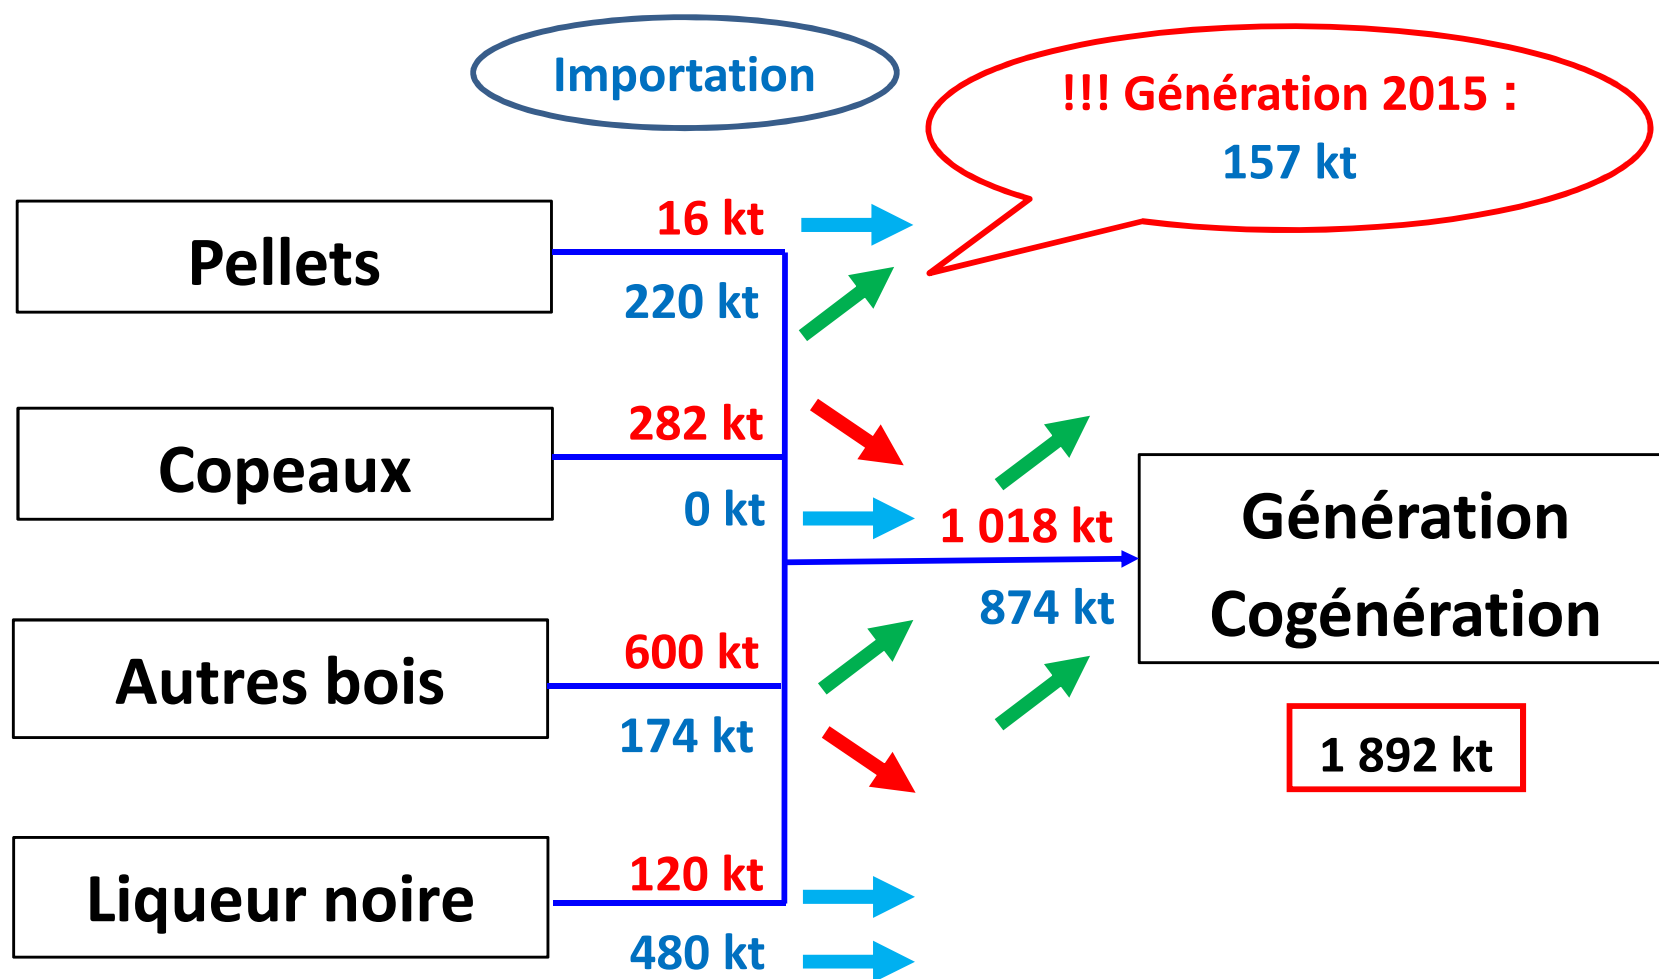 Importation
!!! Génération 2015 :
157 kt
Pellets
16 kt
220 kt
Copeaux
282 kt
0 kt
1 018 kt
874 kt
Génération
Cogénération
1 892 kt
Autres bois
600 kt
174 kt
Liqueur noire
120 kt
480 kt